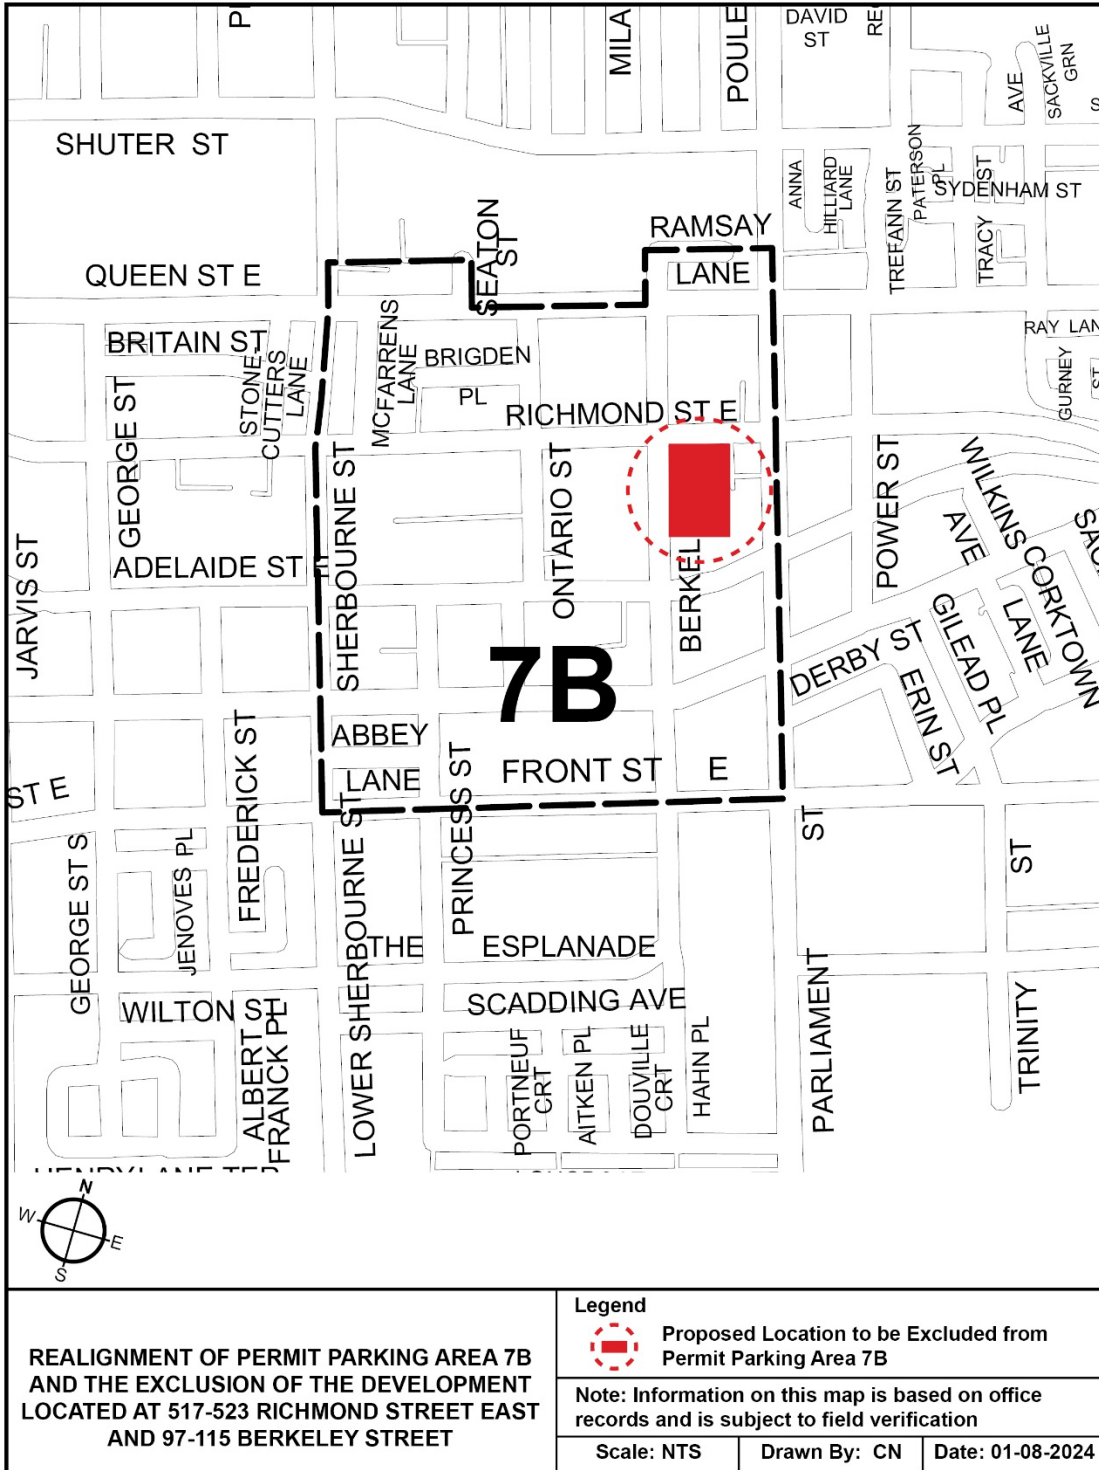 DAVID
ST
SHUTER ST
SACKVILLE
GRN
AVE
ANNA
HILLIARD
LANE
TREFANN ST
PATERSON
PL
SYDENHAM ST
TRACY ST
SEATON
ST
RAMSAY
LANE
QUEEN ST E
BRITAIN ST
STONE-
CUTTERS
LANE
MCFARRENS
LANE
BRIGDEN
PL
GURNEY
ST
RICHMOND ST E
GEORGE ST
JARVIS ST
SHERBOURNE ST
ONTARIO ST
POWER ST
WILKINS
AVE
ADELAIDE ST E
CORKTOWN
LANE
7B
DERBY ST
GILEAD PL
ERIN ST
ABBEY
LANE
FRONT ST E
ST E
FREDERICK ST
PRINCESS ST
GEORGE ST S
JENOVES PL
LOWER SHERBOURNE ST
THE ESPLANADE
PARLIAMENT ST
TRINITY ST
WILTON ST
SCADDING AVE
ALBERT
FRANCK PL
PORTNEUF
CRT
AITKEN PL
DOUVILLE
CRT
HAHN PL
N
W
E
S
REALIGNMENT OF PERMIT PARKING AREA 7B
AND THE EXCLUSION OF THE DEVELOPMENT
LOCATED AT 517-523 RICHMOND STREET EAST
AND 97-115 BERKELEY STREET
Legend
Proposed Location to be Excluded from
Permit Parking Area 7B
Note: Information on this map is based on office
records and is subject to field verification
Scale: NTS
Drawn By: CN
Date: 01-08-2024